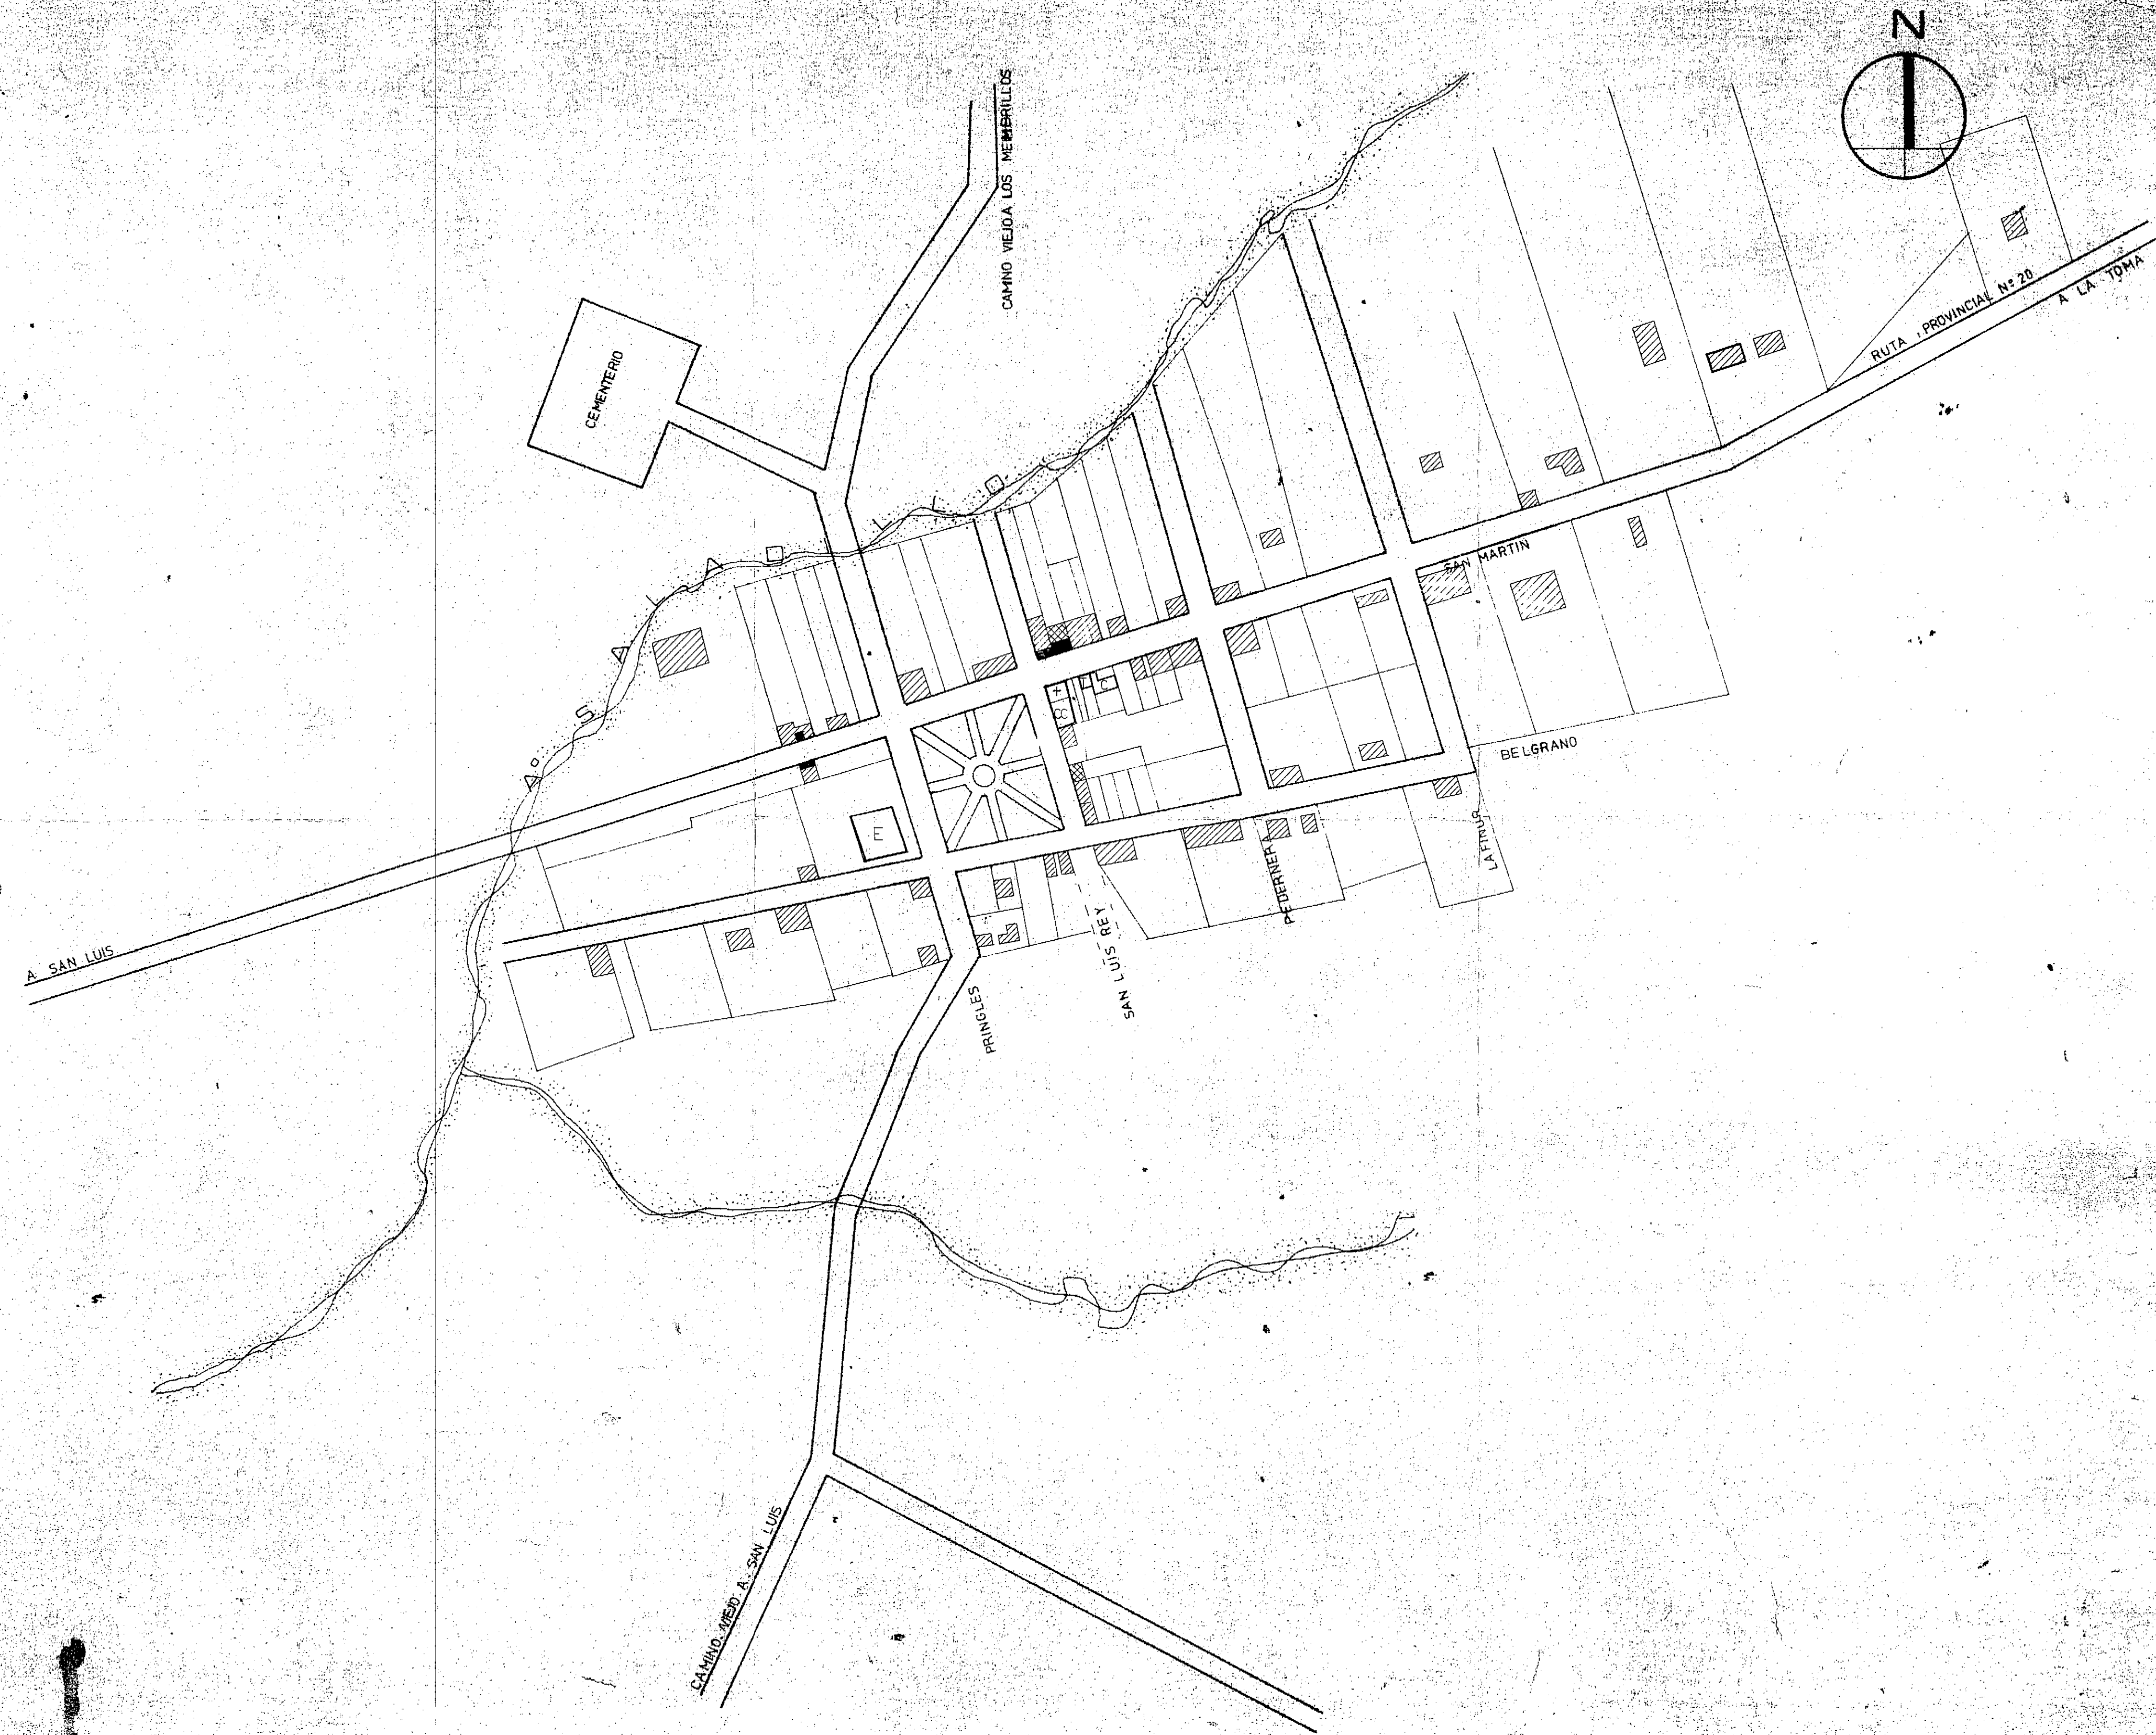 N
CAMINO VIEJO A LOS MEMBRILLOS
RUTA PROVINCIAL Nº 20
A LA TOMA
CEMENTERIO
Aº SALADILLO
SAN MARTIN
BELGRANO
E
LAFINUR
PEDERNERA
SAN LUIS REY
PRINGLES
A SAN LUIS
CAMINO VIEJO A SAN LUIS